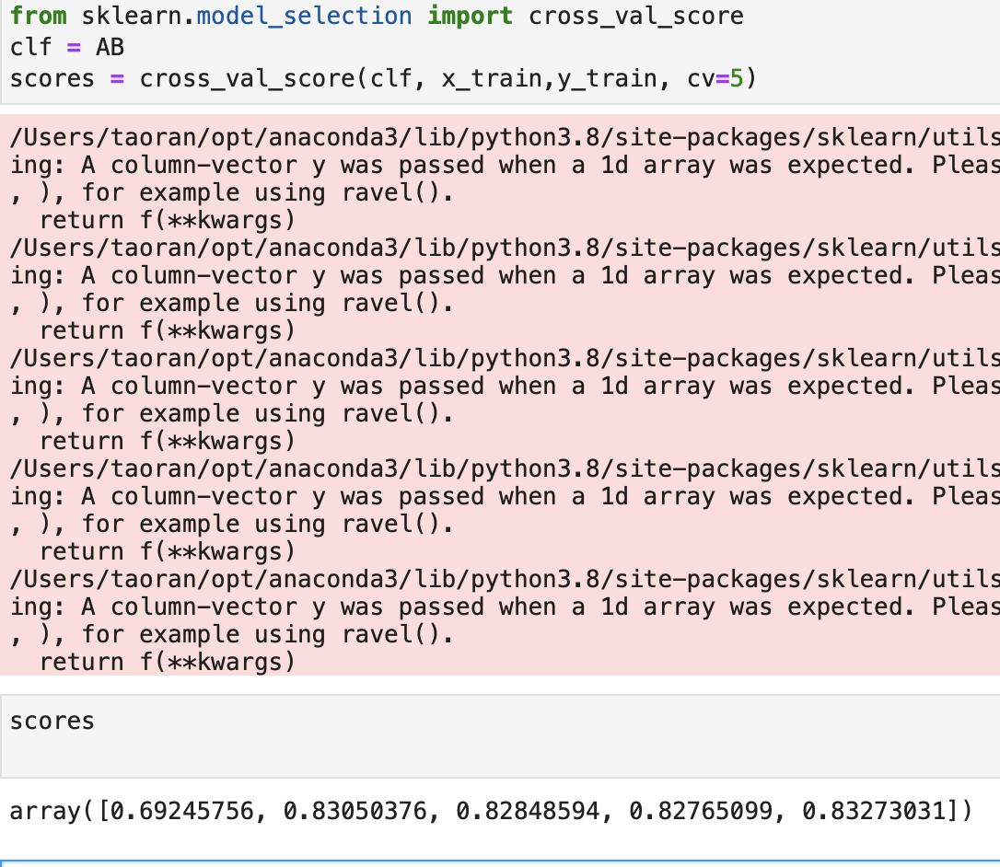 from sklearn.model_selection import cross_val_score
clf = AB
scores = cross_val_score(clf, x_train,y_train, cv=5)
/Users/taoran/opt/anaconda3/lib/python3.8/site-packages/sklearn/utils
ing: A column-vector y was passed when a 1d array was expected. Pleas
, ), for example using ravel().
  return f(**kwargs)
/Users/taoran/opt/anaconda3/lib/python3.8/site-packages/sklearn/utils
ing: A column-vector y was passed when a 1d array was expected. Pleas
, ), for example using ravel().
  return f(**kwargs)
/Users/taoran/opt/anaconda3/lib/python3.8/site-packages/sklearn/utils
ing: A column-vector y was passed when a 1d array was expected. Pleas
, ), for example using ravel().
  return f(**kwargs)
/Users/taoran/opt/anaconda3/lib/python3.8/site-packages/sklearn/utils
ing: A column-vector y was passed when a 1d array was expected. Pleas
, ), for example using ravel().
  return f(**kwargs)
/Users/taoran/opt/anaconda3/lib/python3.8/site-packages/sklearn/utils
ing: A column-vector y was passed when a 1d array was expected. Pleas
, ), for example using ravel().
  return f(**kwargs)
scores
array([0.69245756, 0.83050376, 0.82848594, 0.82765099, 0.83273031])